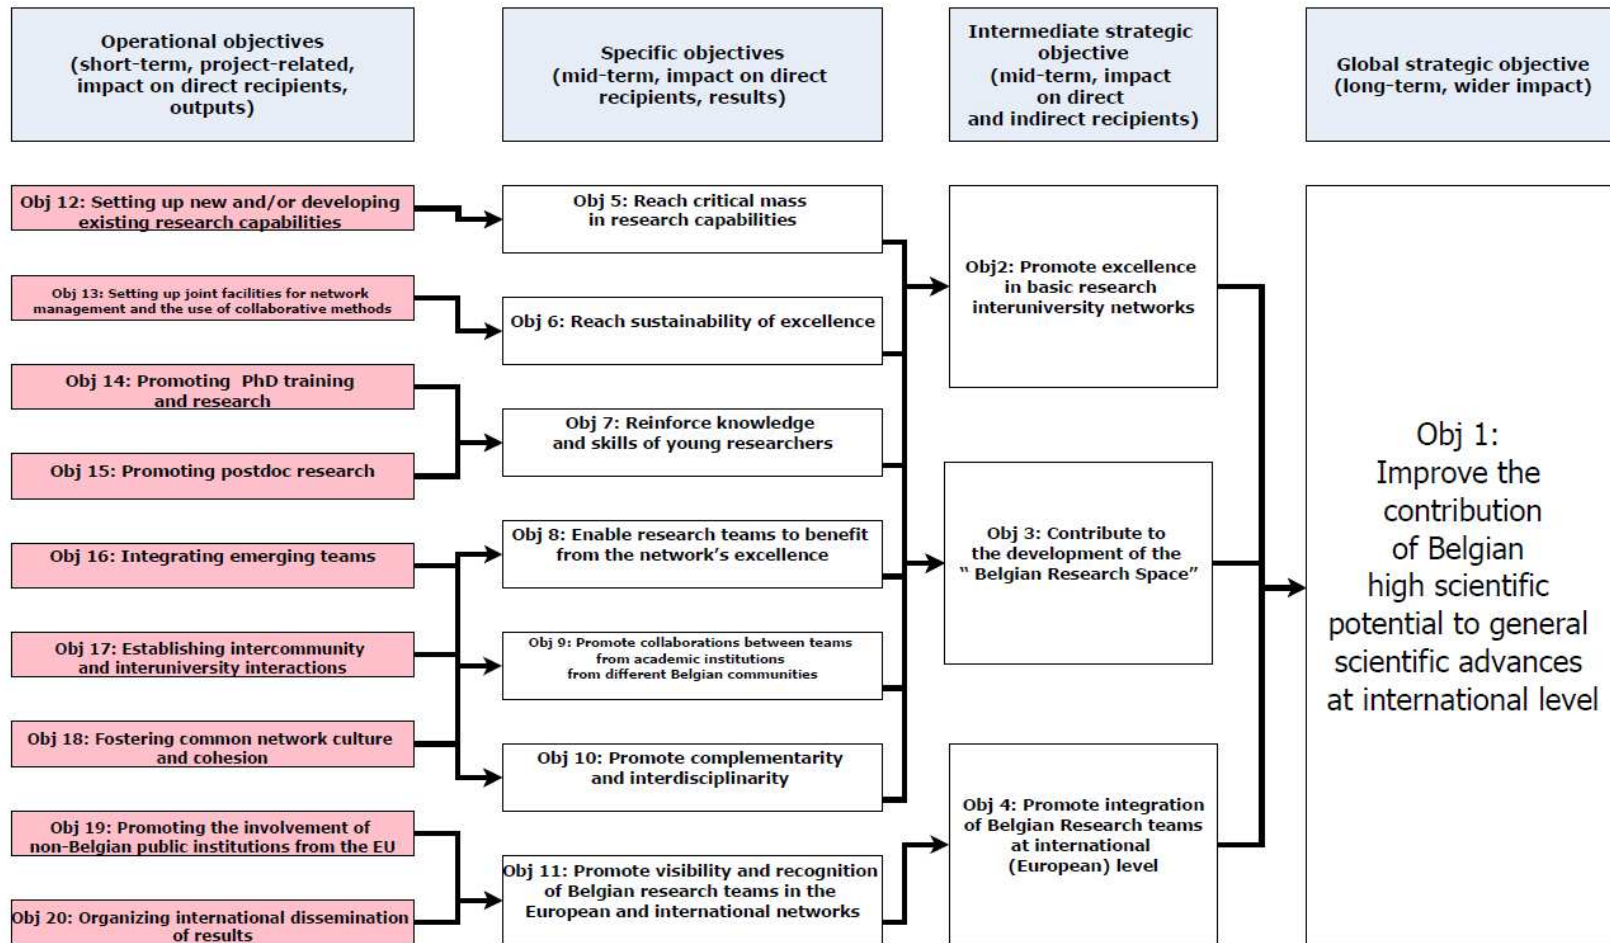 Operational objectives
(short-term, project-related,
impact on direct recipients,
outputs)
Specific objectives
(mid-term, impact on direct
recipients, results)
Intermediate strategic
objective
(mid-term, impact
on direct
and indirect recipients)
Global strategic objective
(long-term, wider impact)
Obj 12: Setting up new and/or developing
existing research capabilities
Obj 13: Setting up joint facilities for network
management and the use of collaborative methods
Obj 14: Promoting PhD training
and research
Obj 15: Promoting postdoc research
Obj 16: Integrating emerging teams
Obj 17: Establishing intercommunity
and interuniversity interactions
Obj 18: Fostering common network culture
and cohesion
Obj 19: Promoting the involvement of
non-Belgian public institutions from the EU
Obj 20: Organizing international dissemination
of results
Obj 5: Reach critical mass
in research capabilities
Obj 6: Reach sustainability of excellence
Obj 7: Reinforce knowledge
and skills of young researchers
Obj 8: Enable research teams to benefit
from the network’s excellence
Obj 9: Promote collaborations between teams
from academic institutions
from different Belgian communities
Obj 10: Promote complementarity
and interdisciplinarity
Obj 11: Promote visibility and recognition
of Belgian research teams in the
European and international networks
Obj2: Promote excellence
in basic research
interuniversity networks
Obj 3: Contribute to
the development of the
“ Belgian Research Space”
Obj 4: Promote integration
of Belgian Research teams
at international
(European) level
Obj 1:
Improve the
contribution
of Belgian
high scientific
potential to general
scientific advances
at international level